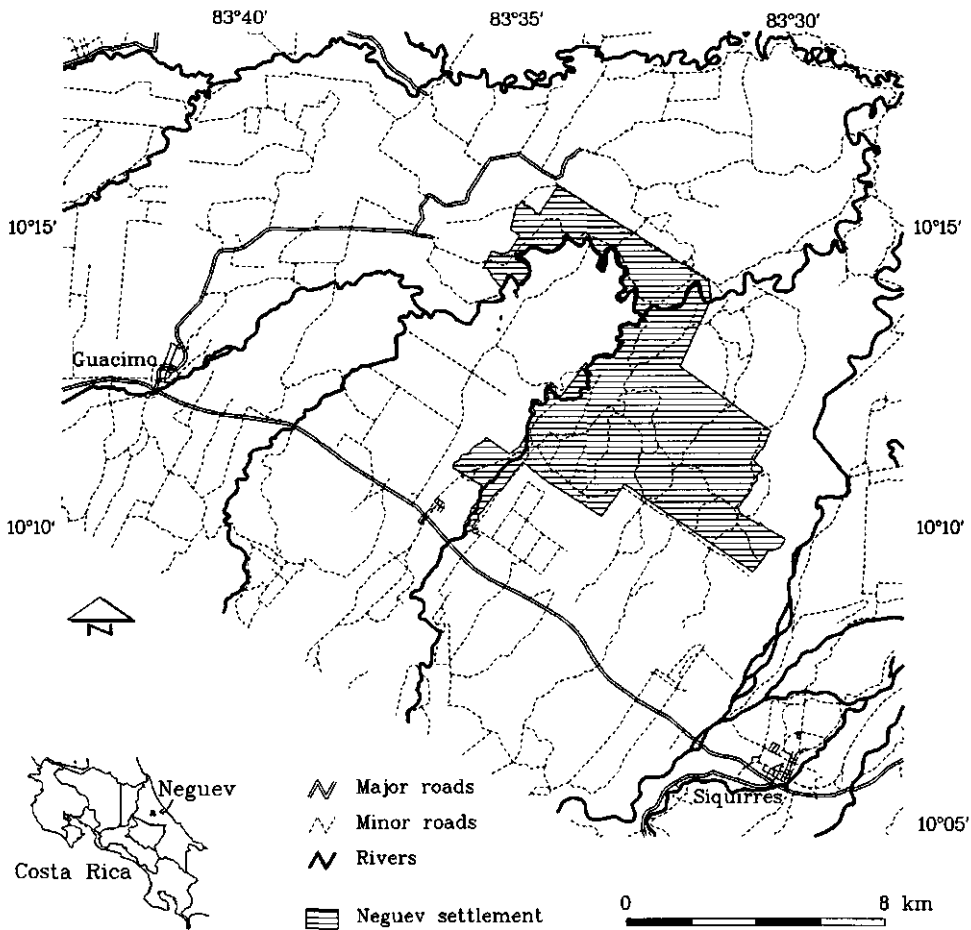 83°40' 83°35' 83°30'
10°15' 10°15'
Guacimo
10°10' 10°10'
N
Neguev
Major roads
Siquirres
Minor roads
10°05'
Rivers
Costa Rica
0 8 km
Neguev settlement